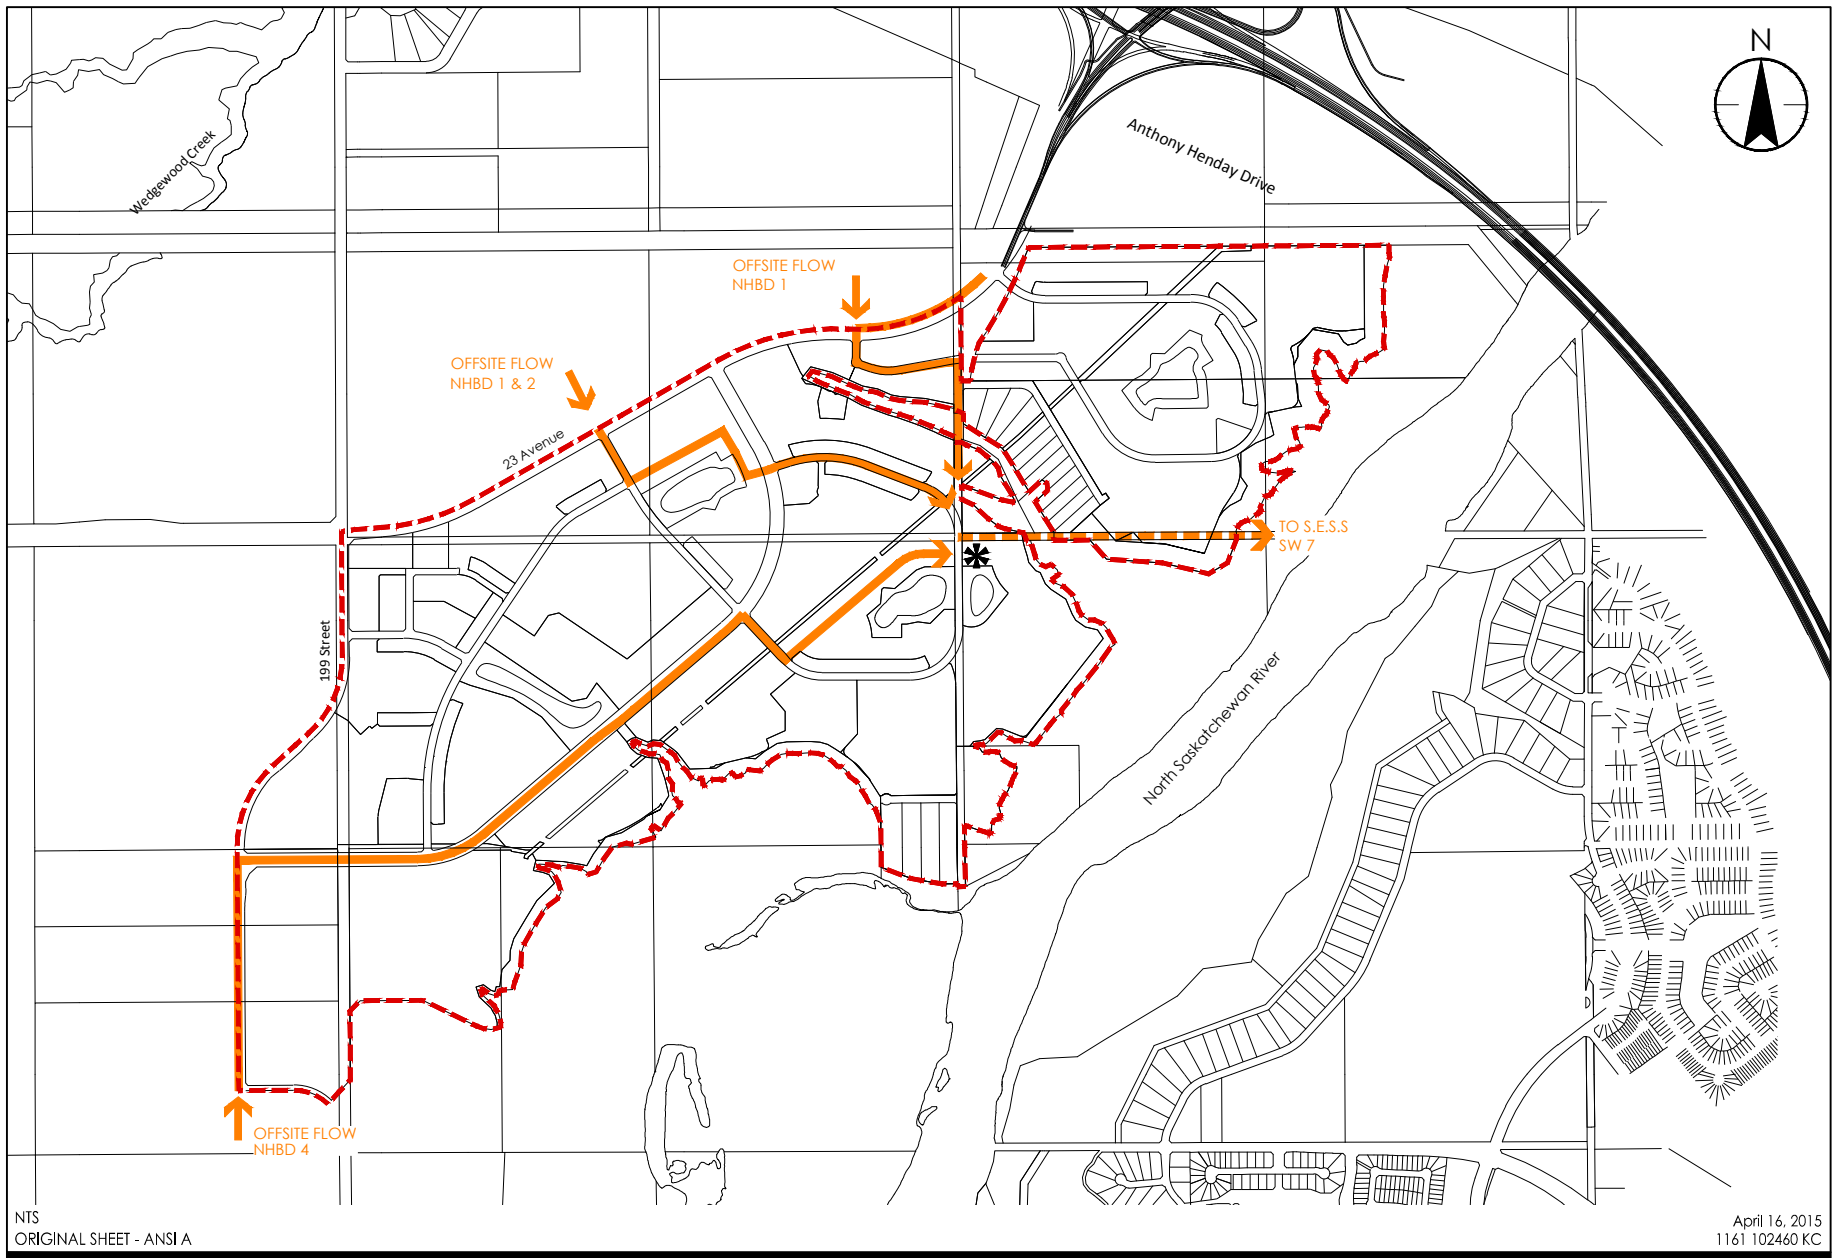 N
Anthony Henday Drive
Wedgewood Creek
OFFSITE FLOW
NHBD 1
OFFSITE FLOW
NHBD 1 & 2
23 Avenue
TO S.E.S.S
SW 7
199 Street
North Saskatchewan River
OFFSITE FLOW
NHBD 4
NTS
ORIGINAL SHEET - ANSI A
April 16, 2015
1161 102460 KC